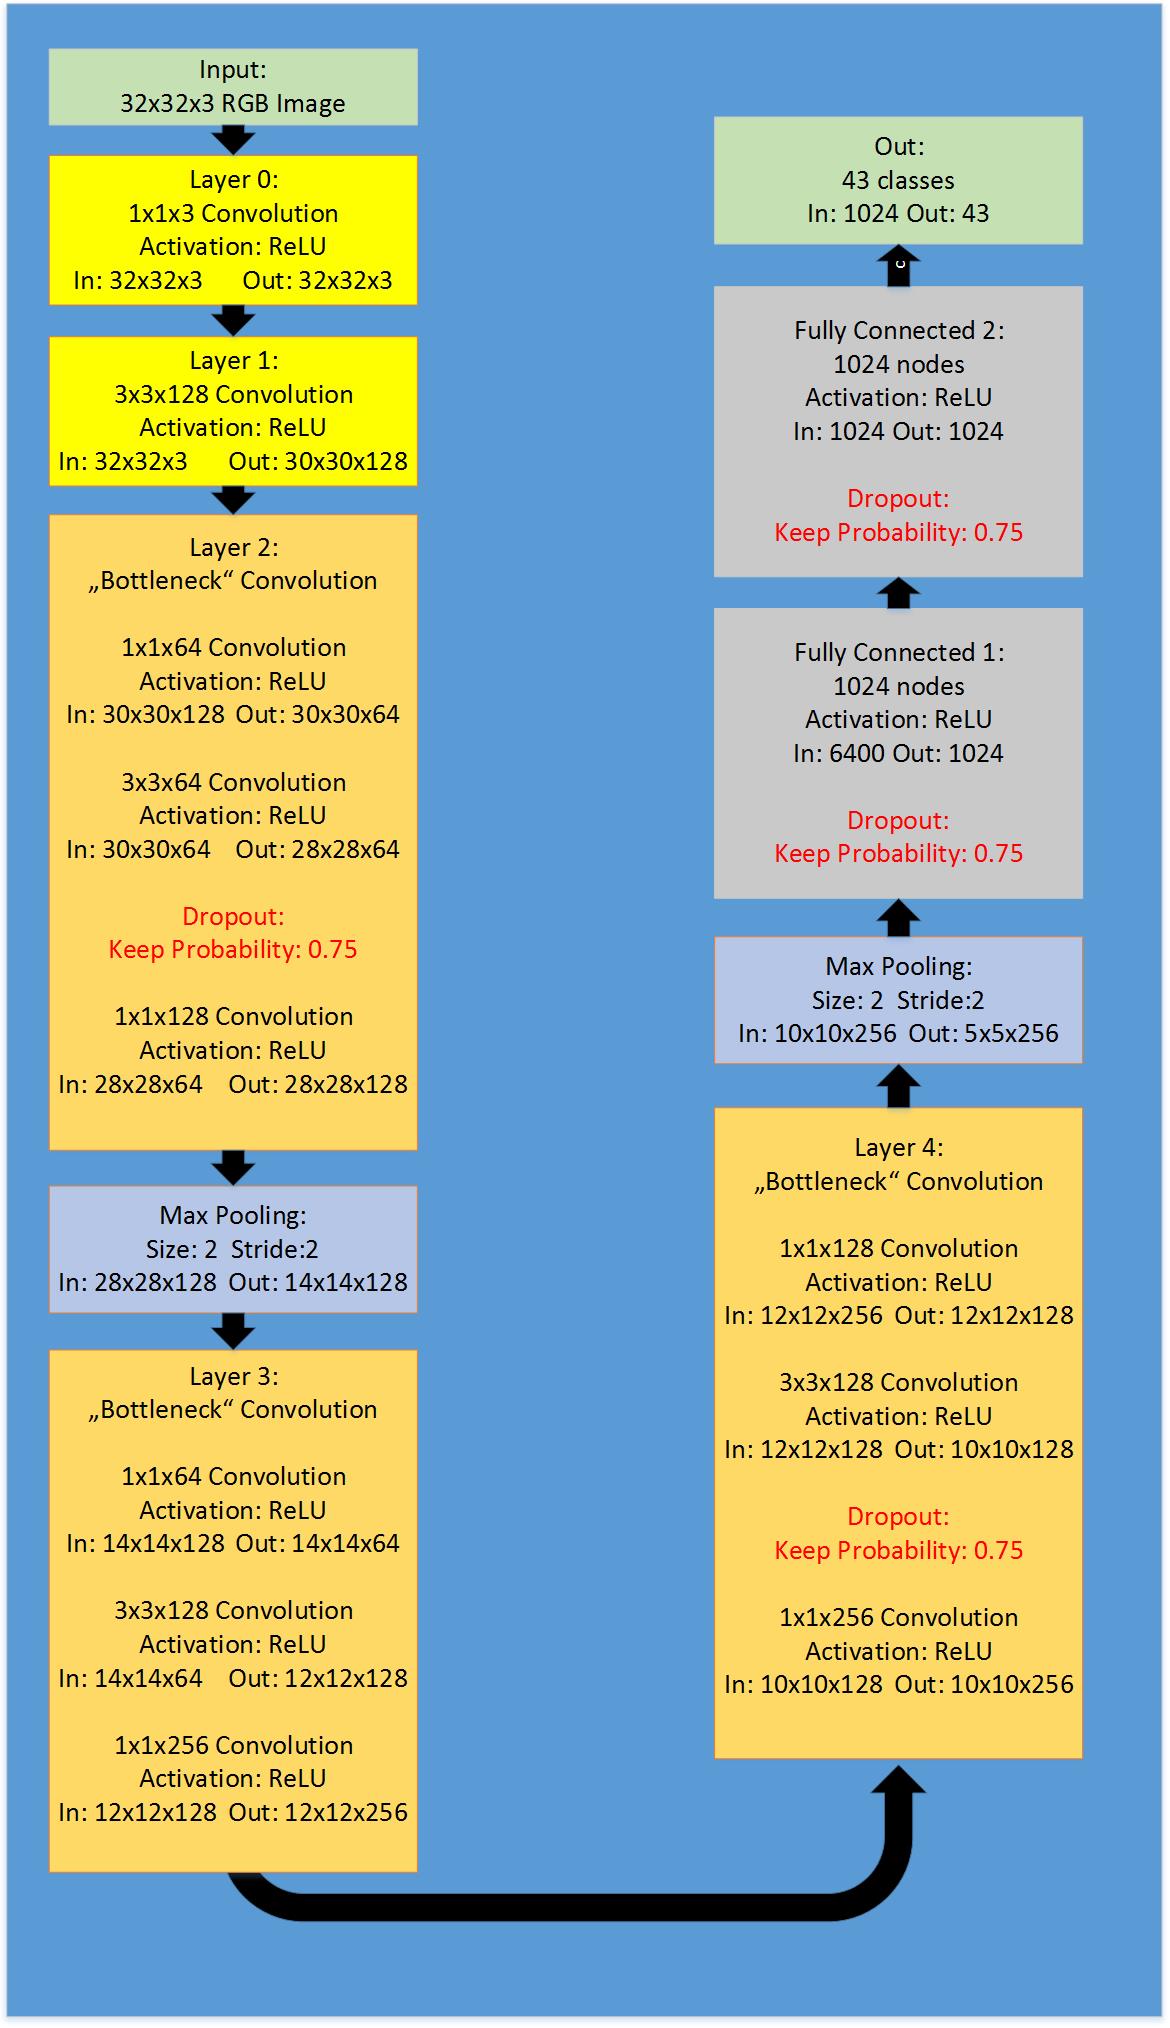 Input:
32x32x3 RGB Image
Layer 0:
1x1x3 Convolution
Activation: ReLU
In: 32x32x3 Out: 32x32x3
Layer 1:
3x3x128 Convolution
Activation: ReLU
In: 32x32x3 Out: 30x30x128
Layer 2:
„Bottleneck“ Convolution
1x1x64 Convolution
Activation: ReLU
In: 30x30x128 Out: 30x30x64
3x3x64 Convolution
Activation: ReLU
In: 30x30x64 Out: 28x28x64
Dropout:
Keep Probability: 0.75
1x1x128 Convolution
Activation: ReLU
In: 28x28x64 Out: 28x28x128
Max Pooling:
Size: 2 Stride:2
In: 28x28x128 Out: 14x14x128
Layer 3:
„Bottleneck“ Convolution
1x1x64 Convolution
Activation: ReLU
In: 14x14x128 Out: 14x14x64
3x3x128 Convolution
Activation: ReLU
In: 14x14x64 Out: 12x12x128
1x1x256 Convolution
Activation: ReLU
In: 12x12x128 Out: 12x12x256
Layer 4:
„Bottleneck“ Convolution
1x1x128 Convolution
Activation: ReLU
In: 12x12x256 Out: 12x12x128
3x3x128 Convolution
Activation: ReLU
In: 12x12x128 Out: 10x10x128
Dropout:
Keep Probability: 0.75
1x1x256 Convolution
Activation: ReLU
In: 10x10x128 Out: 10x10x256
Max Pooling:
Size: 2 Stride:2
In: 10x10x256 Out: 5x5x256
Fully Connected 1:
1024 nodes
Activation: ReLU
In: 6400 Out: 1024
Dropout:
Keep Probability: 0.75
Fully Connected 2:
1024 nodes
Activation: ReLU
In: 1024 Out: 1024
Dropout:
Keep Probability: 0.75
c
Out:
43 classes
In: 1024 Out: 43